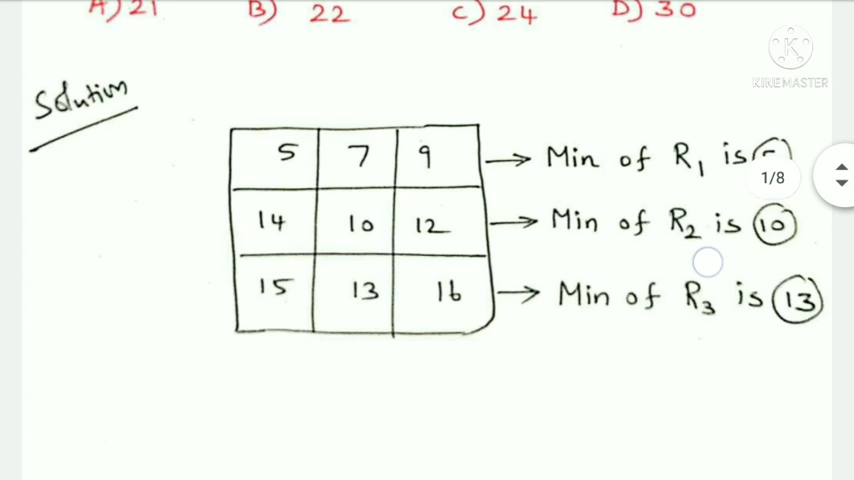 A) 21 B) 22 C) 24 D) 30
KINEMASTER
Solution
5 7 9 → Min of R1 is
1/8
14 10 12 → Min of R2 is 10
15 13 16 → Min of R3 is 13